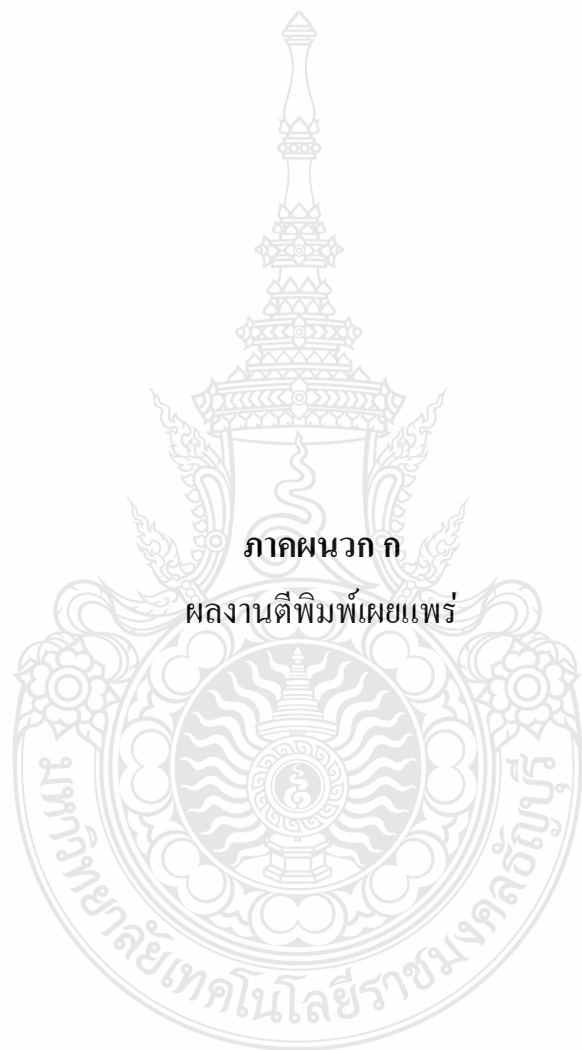 ภาคผนวก ก
ผลงานตีพิมพ์เผยแพร่
มหาวิทยาลัยเทคโนโลยีราชมงคลธัญบุรี